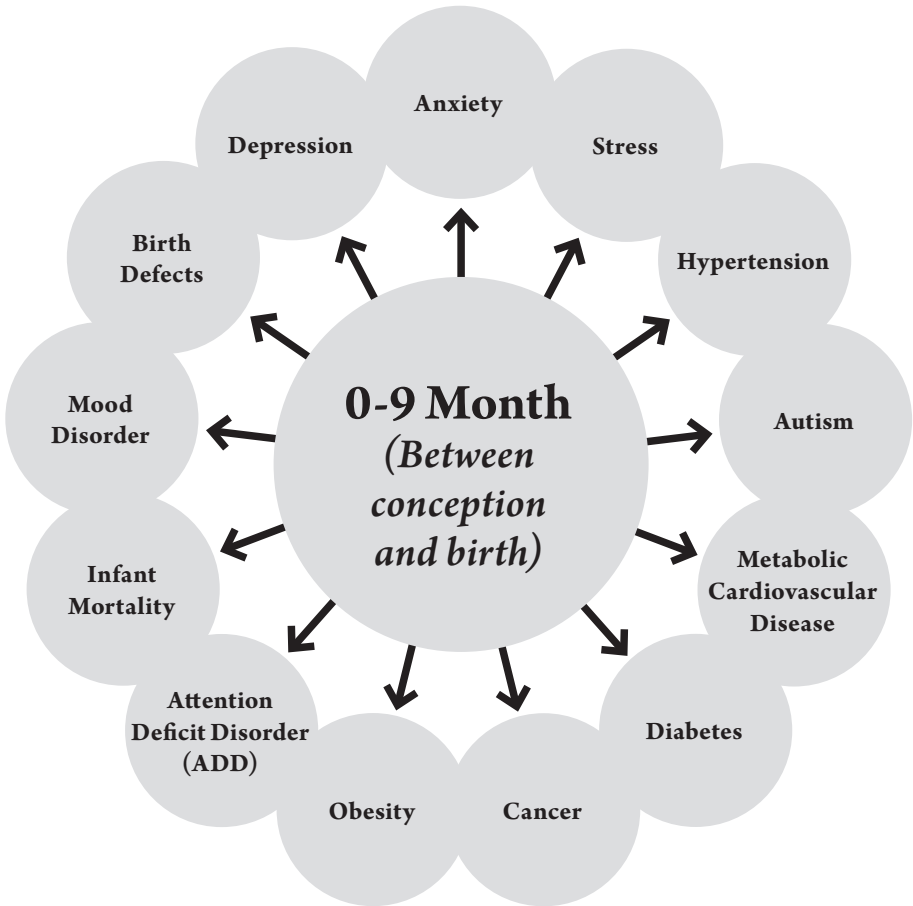 Anxiety
Stress
Hypertension
Autism
Metabolic
Cardiovascular
Disease
Diabetes
Cancer
Obesity
Attention
Deficit Disorder
(ADD)
Infant
Mortality
Mood
Disorder
Birth
Defects
Depression
0-9 Month
(Between
conception
and birth)